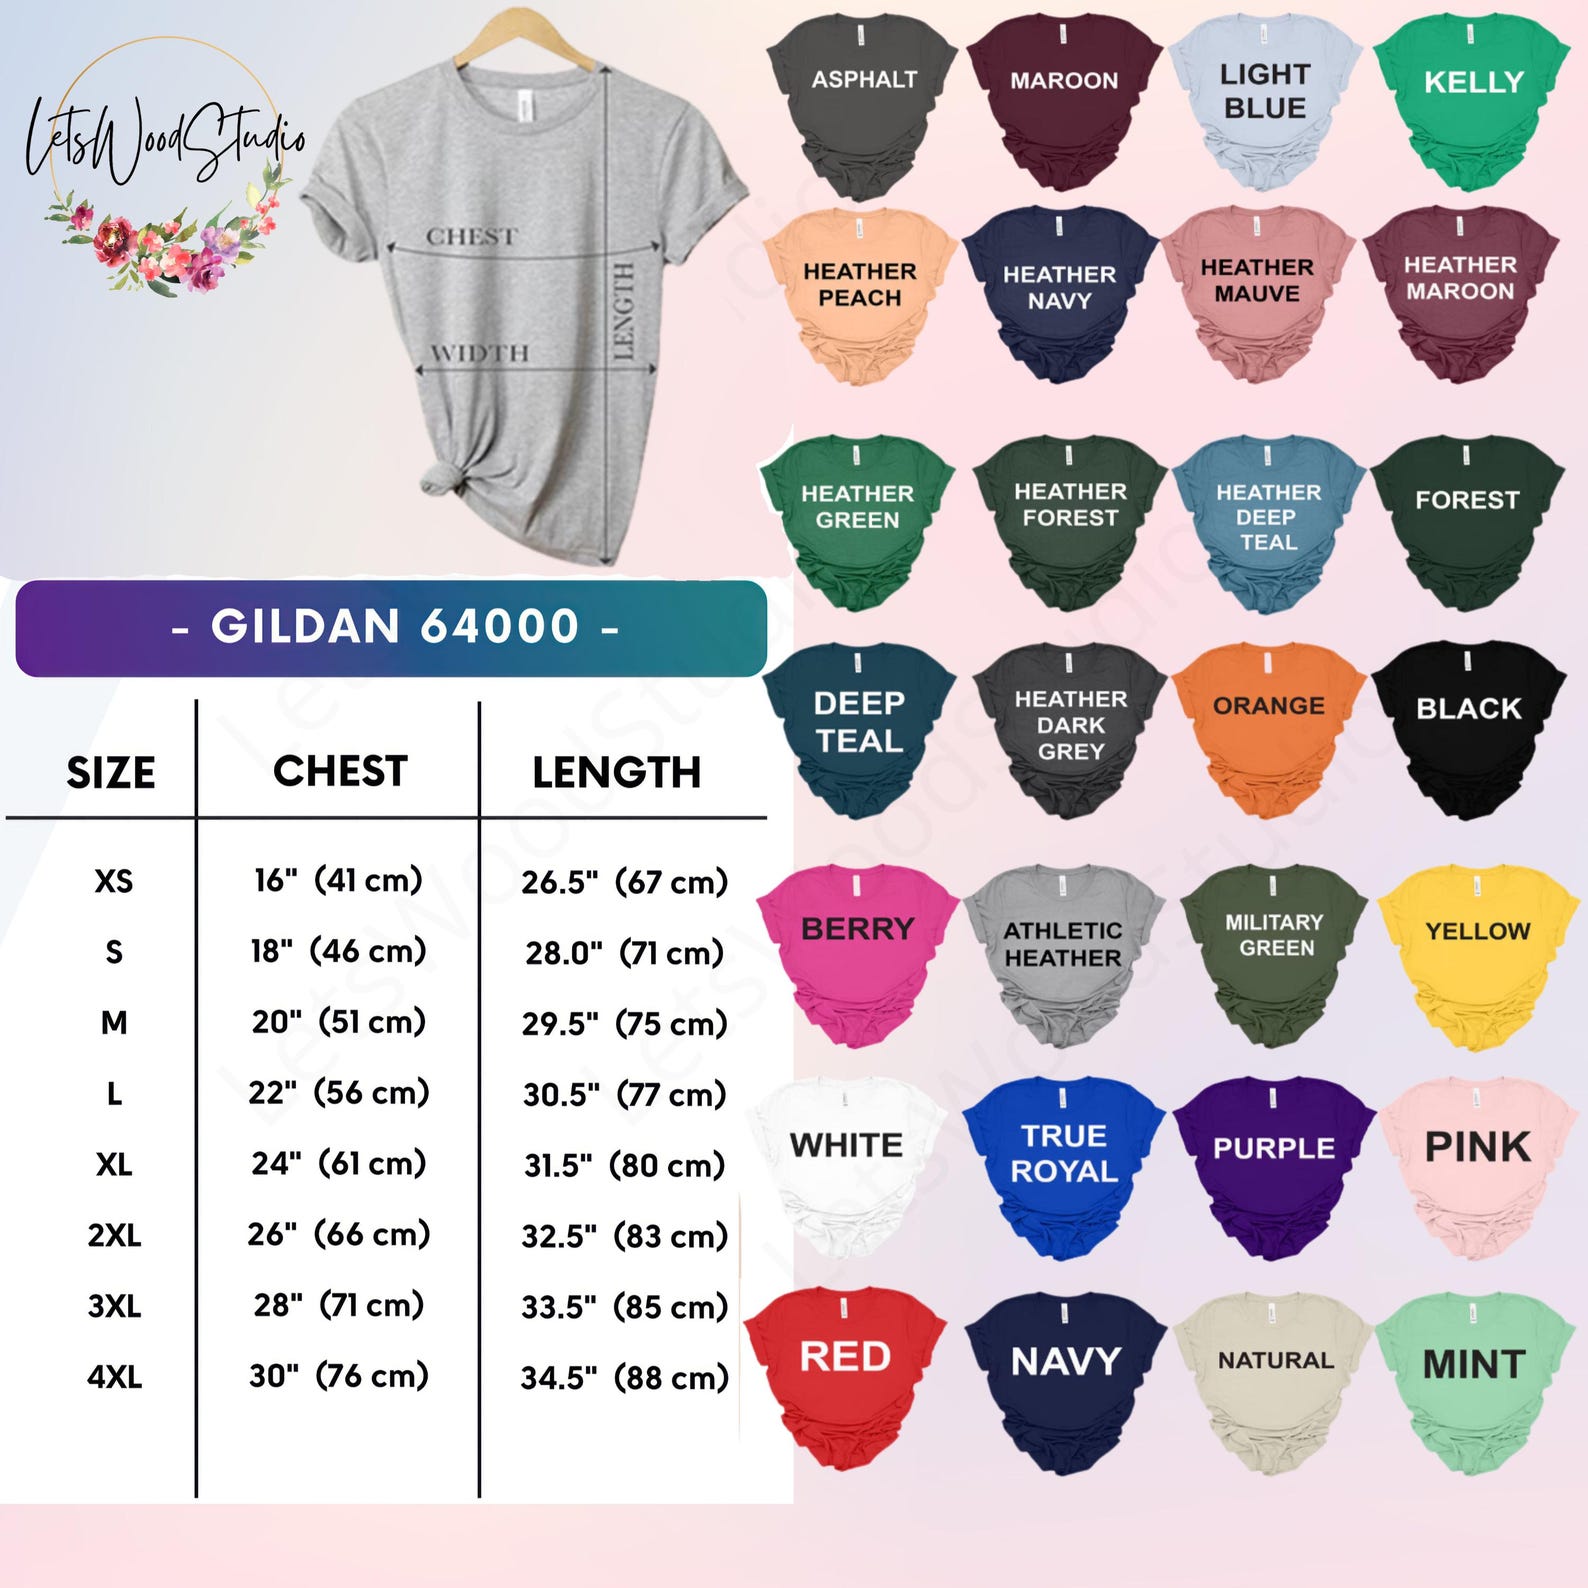 LetsWoodStudio
CHEST
WIDTH
LENGTH
- GILDAN 64000 -
SIZE CHEST LENGTH
XS 16" (41 cm) 26.5" (67 cm)
S 18" (46 cm) 28.0" (71 cm)
M 20" (51 cm) 29.5" (75 cm)
L 22" (56 cm) 30.5" (77 cm)
XL 24" (61 cm) 31.5" (80 cm)
2XL 26" (66 cm) 32.5" (83 cm)
3XL 28" (71 cm) 33.5" (85 cm)
4XL 30" (76 cm) 34.5" (88 cm)
ASPHALT
MAROON
LIGHT
BLUE
KELLY
HEATHER
PEACH
HEATHER
NAVY
HEATHER
MAUVE
HEATHER
MAROON
HEATHER
GREEN
HEATHER
FOREST
HEATHER
DEEP
TEAL
FOREST
DEEP
TEAL
HEATHER
DARK
GREY
ORANGE
BLACK
BERRY
ATHLETIC
HEATHER
MILITARY
GREEN
YELLOW
WHITE
TRUE
ROYAL
PURPLE
PINK
RED
NAVY
NATURAL
MINT
LetsWoodStudio
LetsWoodStudio
LetsWoodStudio